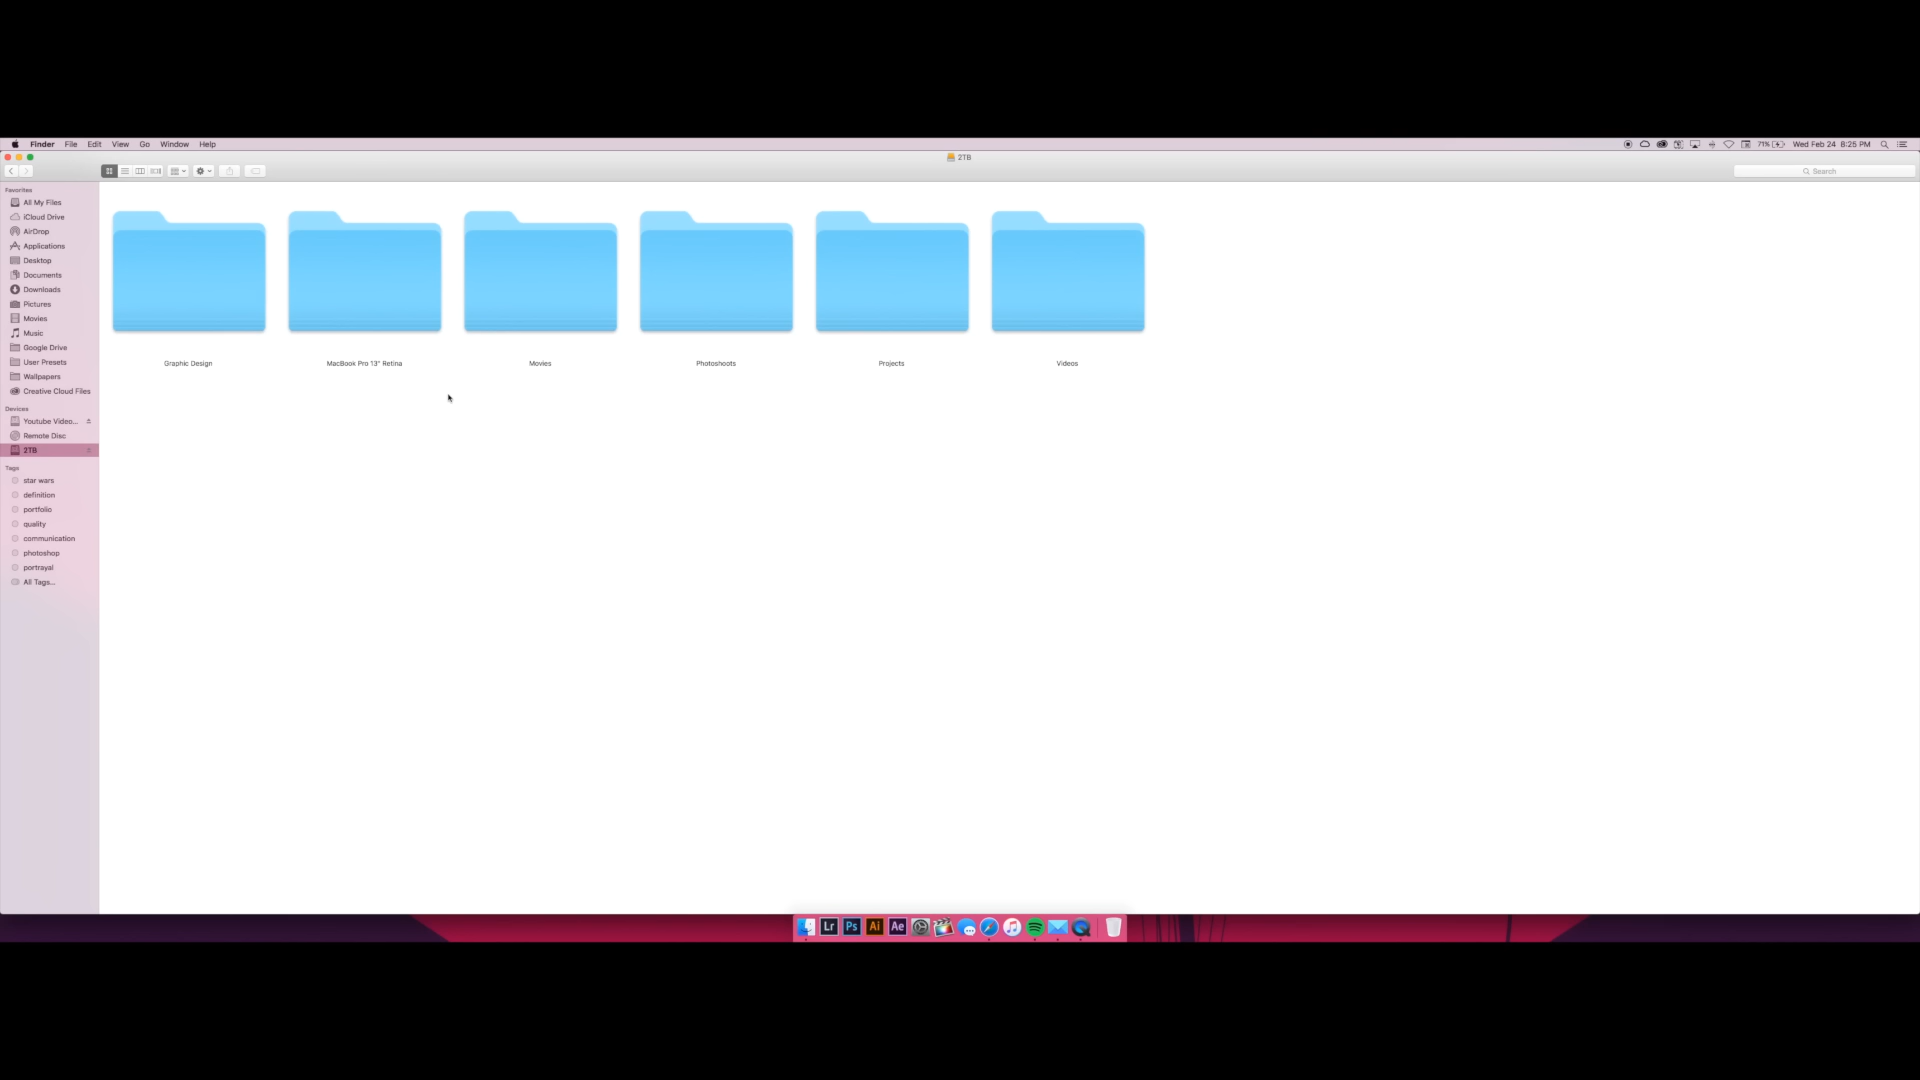 Finder File Edit View Go Window Help
71% Wed Feb 24 8:25 PM
2TB
Search
Favorites
All My Files
iCloud Drive
AirDrop
Applications
Desktop
Documents
Downloads
Pictures
Movies
Music
Google Drive
User Presets
Wallpapers
Creative Cloud Files
Devices
Youtube Video...
Remote Disc
2TB
Tags
star wars
definition
portfolio
quality
communication
photoshop
portrayal
All Tags...
Graphic Design
MacBook Pro 13" Retina
Movies
Photoshoots
Projects
Videos
Lr Ps Ai Ae